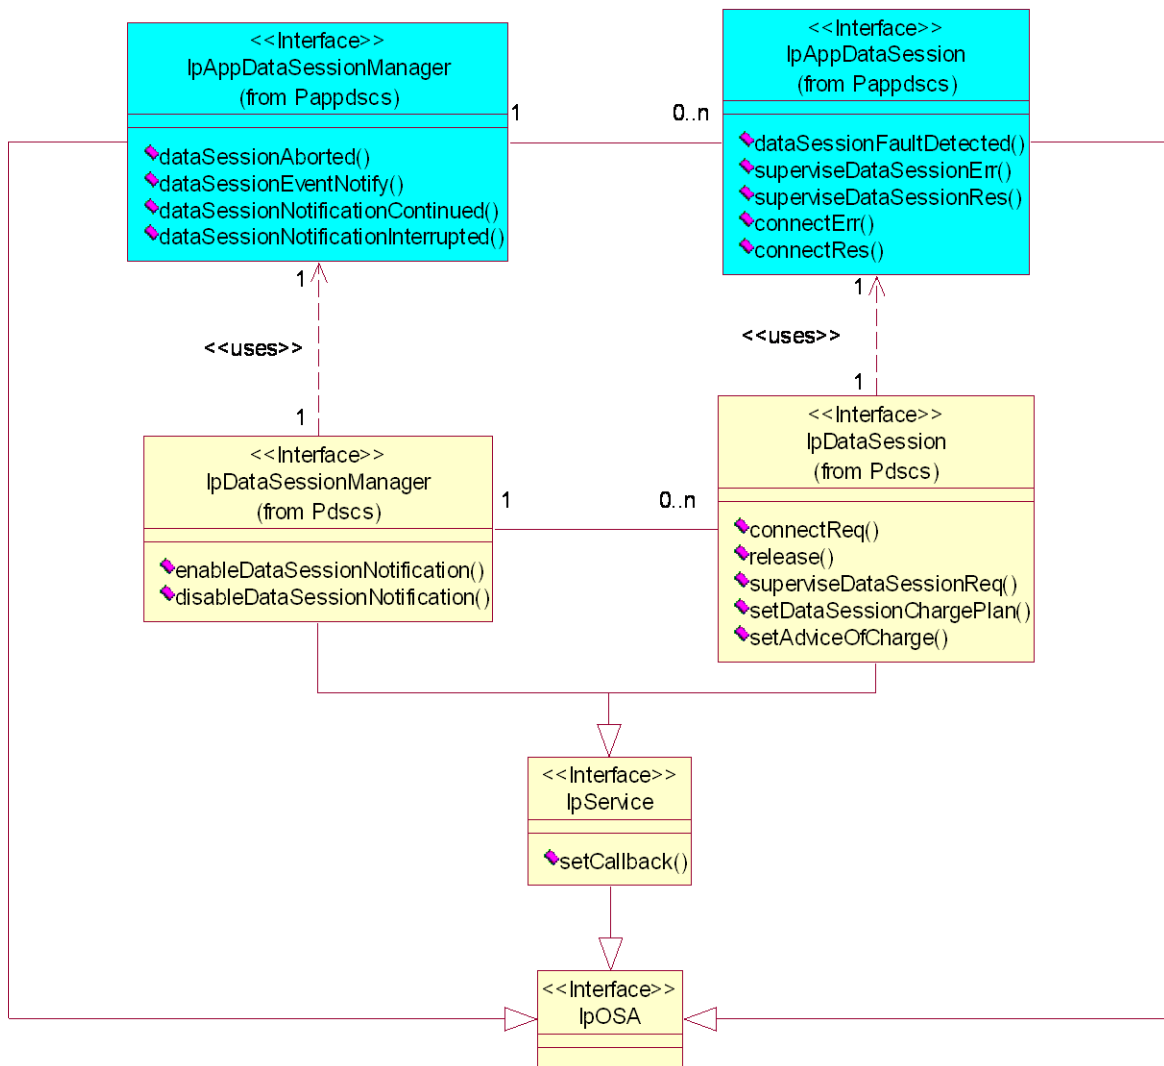 <<Interface>>
IpAppDataSessionManager
(from Pappdscs)
dataSessionAborted()
dataSessionEventNotify()
dataSessionNotificationContinued()
dataSessionNotificationInterrupted()
1
0..n
<<Interface>>
IpAppDataSession
(from Pappdscs)
dataSessionFaultDetected()
superviseDataSessionErr()
superviseDataSessionRes()
connectErr()
connectRes()
1
<<uses>>
1
1
<<uses>>
1
<<Interface>>
IpDataSessionManager
(from Pdscs)
enableDataSessionNotification()
disableDataSessionNotification()
1
0..n
<<Interface>>
IpDataSession
(from Pdscs)
connectReq()
release()
superviseDataSessionReq()
setDataSessionChargePlan()
setAdviceOfCharge()
<<Interface>>
IpService
setCallback()
<<Interface>>
IpOSA